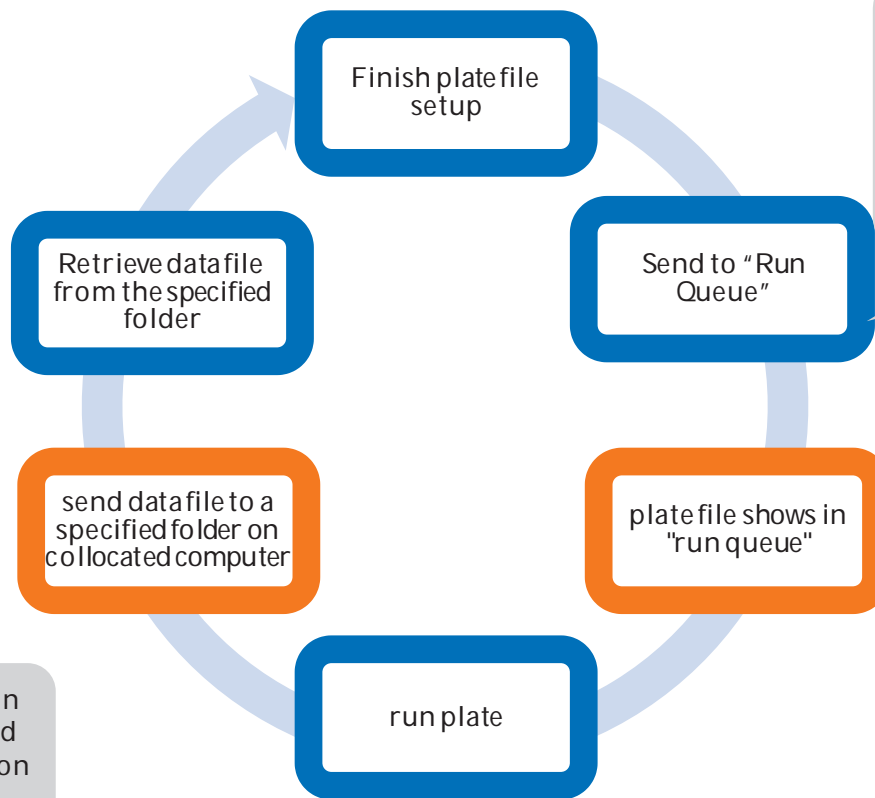 Finish plate file
setup
Send to “Run
Queue”
plate file shows in
"run queue"
run plate
send data file to a
specified folder on
collocated computer
Retrieve data file
from the specified
folder
n
d
on